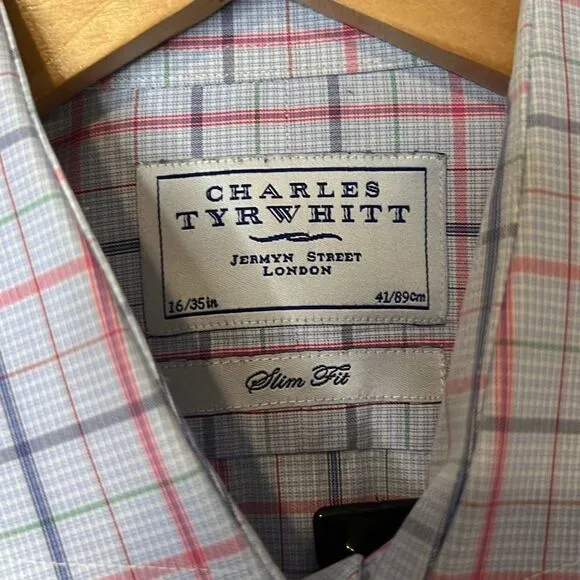 CHARLES
TYRWHITT
JERMYN STREET
LONDON
16/35in 41/89cm
Slim Fit